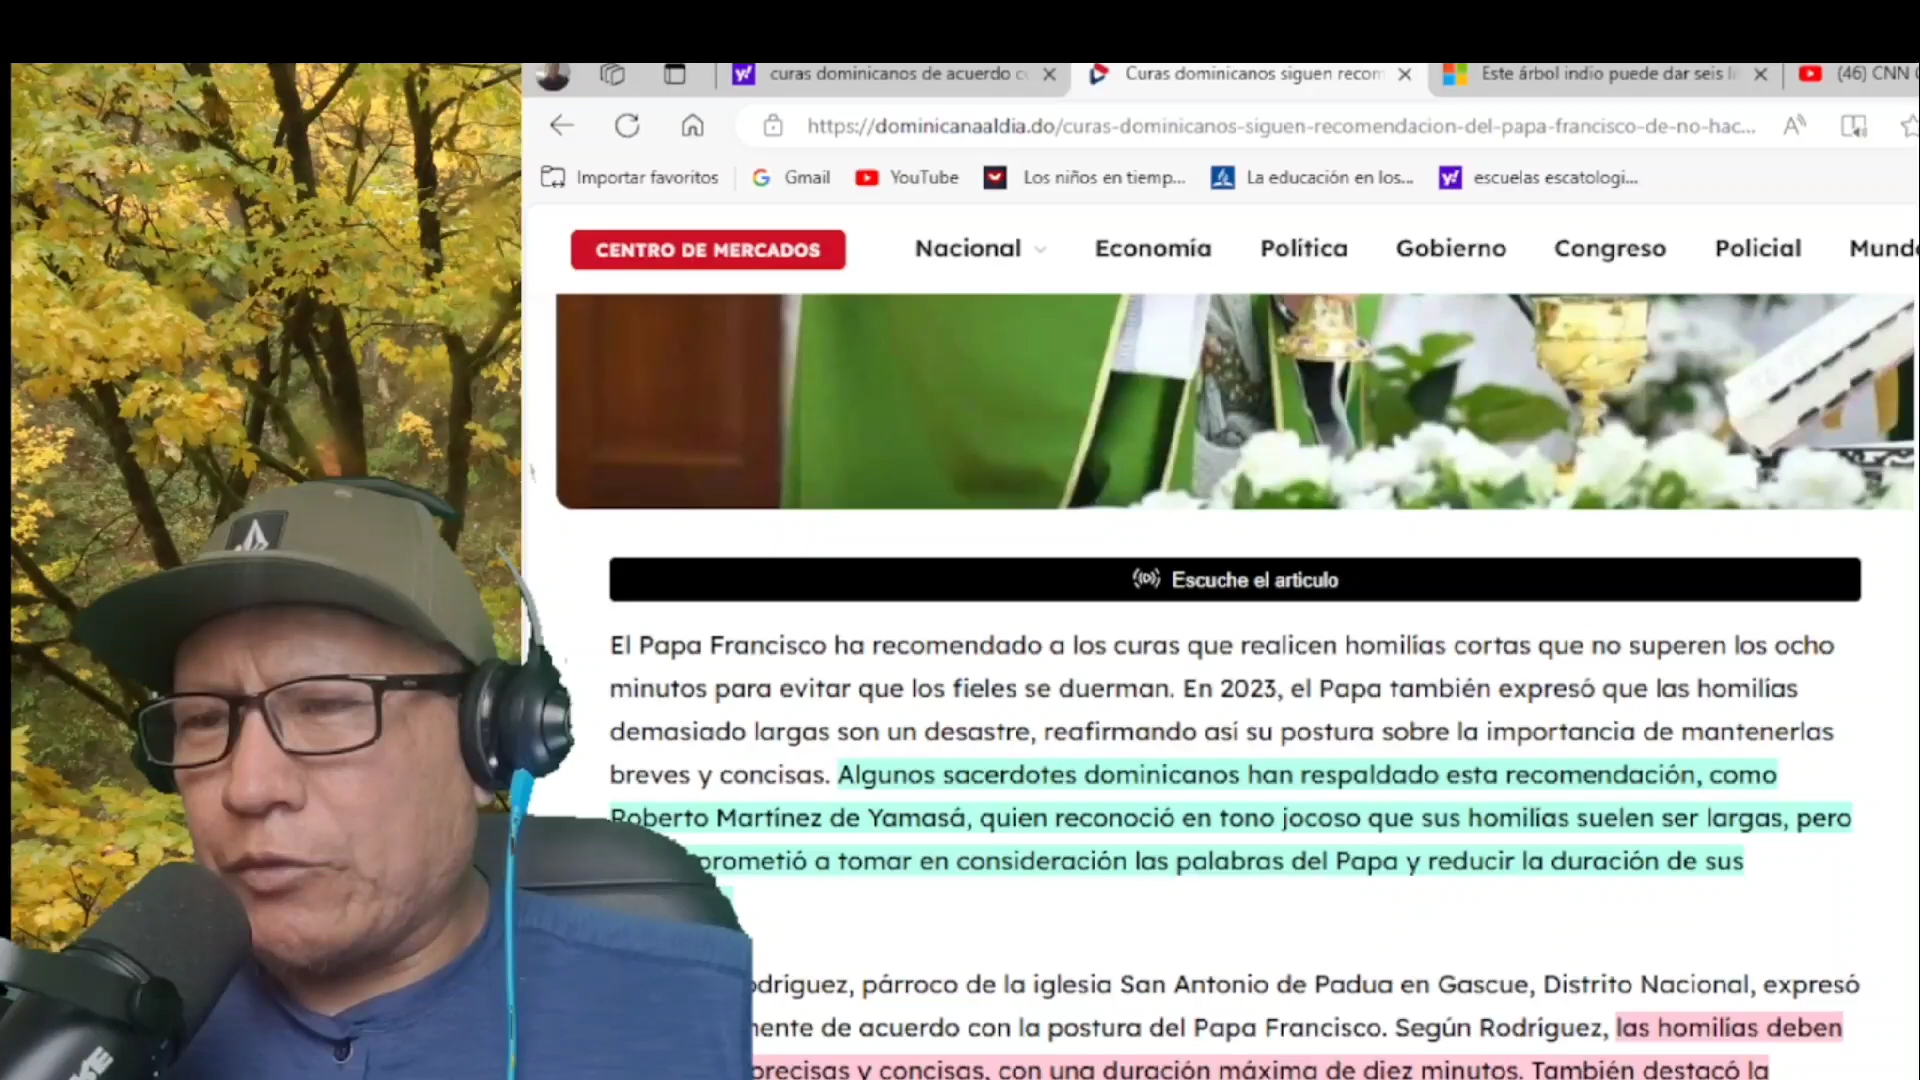 curas dominicanos de acuerdo c
Curas dominicanos siguen recom
Este árbol indio puede dar seis l
(46) CNN
https://dominicanaaldia.do/curas-dominicanos-siguen-recomendacion-del-papa-francisco-de-no-hac...
Importar favoritos
Gmail
YouTube
Los niños en tiemp...
La educación en los...
escuelas escatologi...
CENTRO DE MERCADOS
Nacional
Economía
Política
Gobierno
Congreso
Policial
Mund
Escuche el articulo
El Papa Francisco ha recomendado a los curas que realicen homilías cortas que no superen los ocho
minutos para evitar que los fieles se duerman. En 2023, el Papa también expresó que las homilías
demasiado largas son un desastre, reafirmando así su postura sobre la importancia de mantenerlas
breves y concisas. Algunos sacerdotes dominicanos han respaldado esta recomendación, como
Roberto Martínez de Yamasá, quien reconoció en tono jocoso que sus homilías suelen ser largas, pero
prometió a tomar en consideración las palabras del Papa y reducir la duración de sus
dríguez, párroco de la iglesia San Antonio de Padua en Gascue, Distrito Nacional, expresó
ente de acuerdo con la postura del Papa Francisco. Según Rodríguez, las homilías deben
precisas y concisas, con una duración máxima de diez minutos. También destacó la